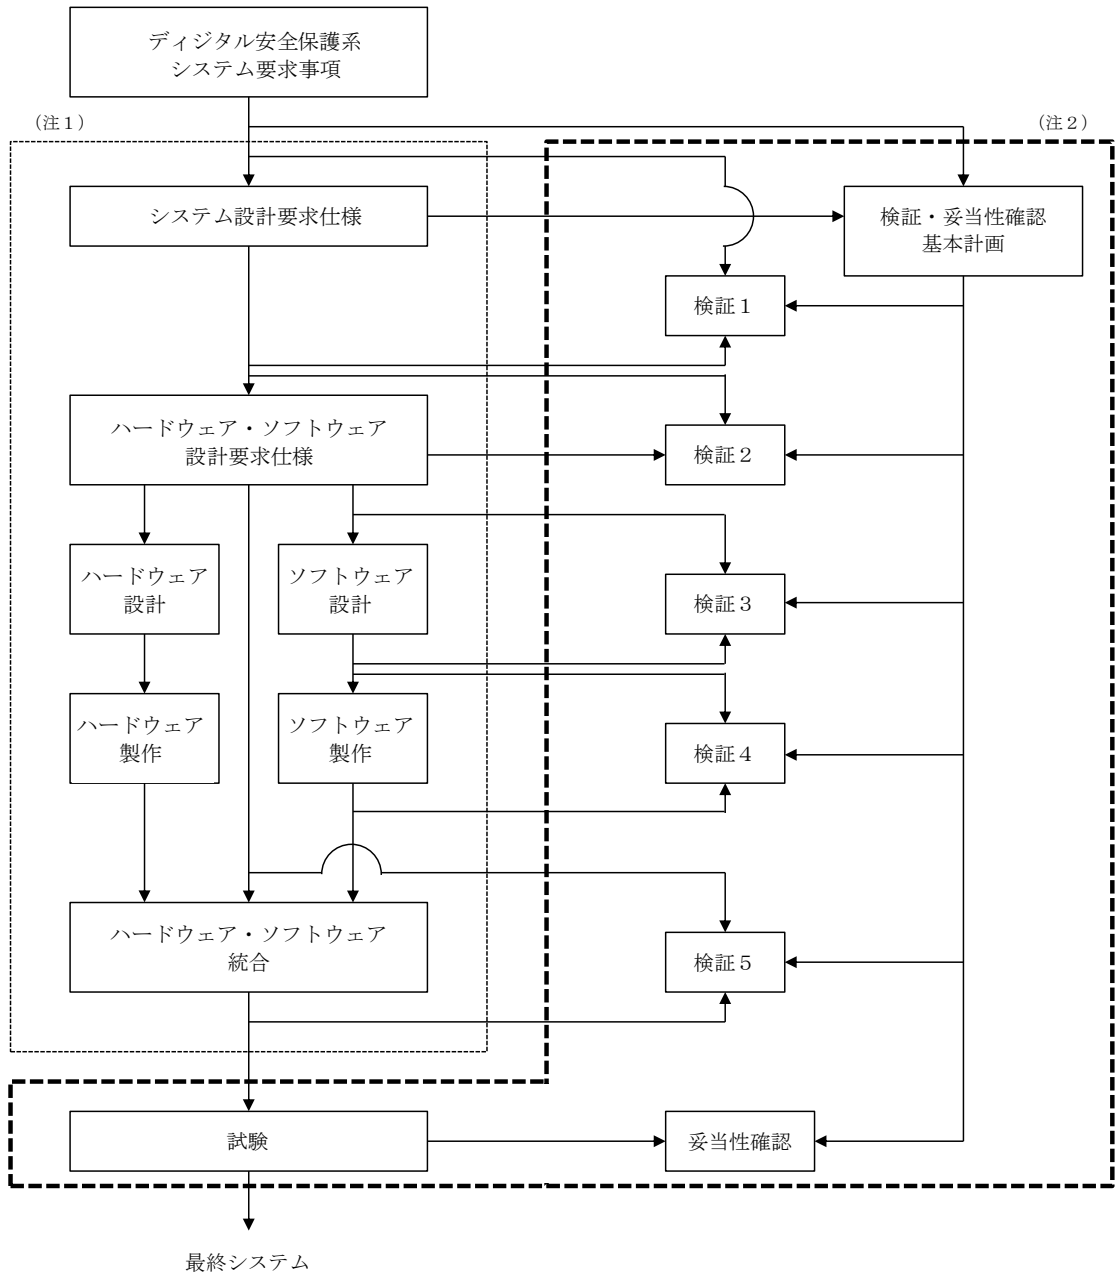 ディジタル安全保護系
システム要求事項
（注１）
（注２）
システム設計要求仕様
検証・妥当性確認
基本計画
検証１
ハードウェア・ソフトウェア
設計要求仕様
検証２
ハードウェア
設計
ソフトウェア
設計
検証３
ハードウェア
製作
ソフトウェア
製作
検証４
ハードウェア・ソフトウェア
統合
検証５
試験
妥当性確認
最終システム